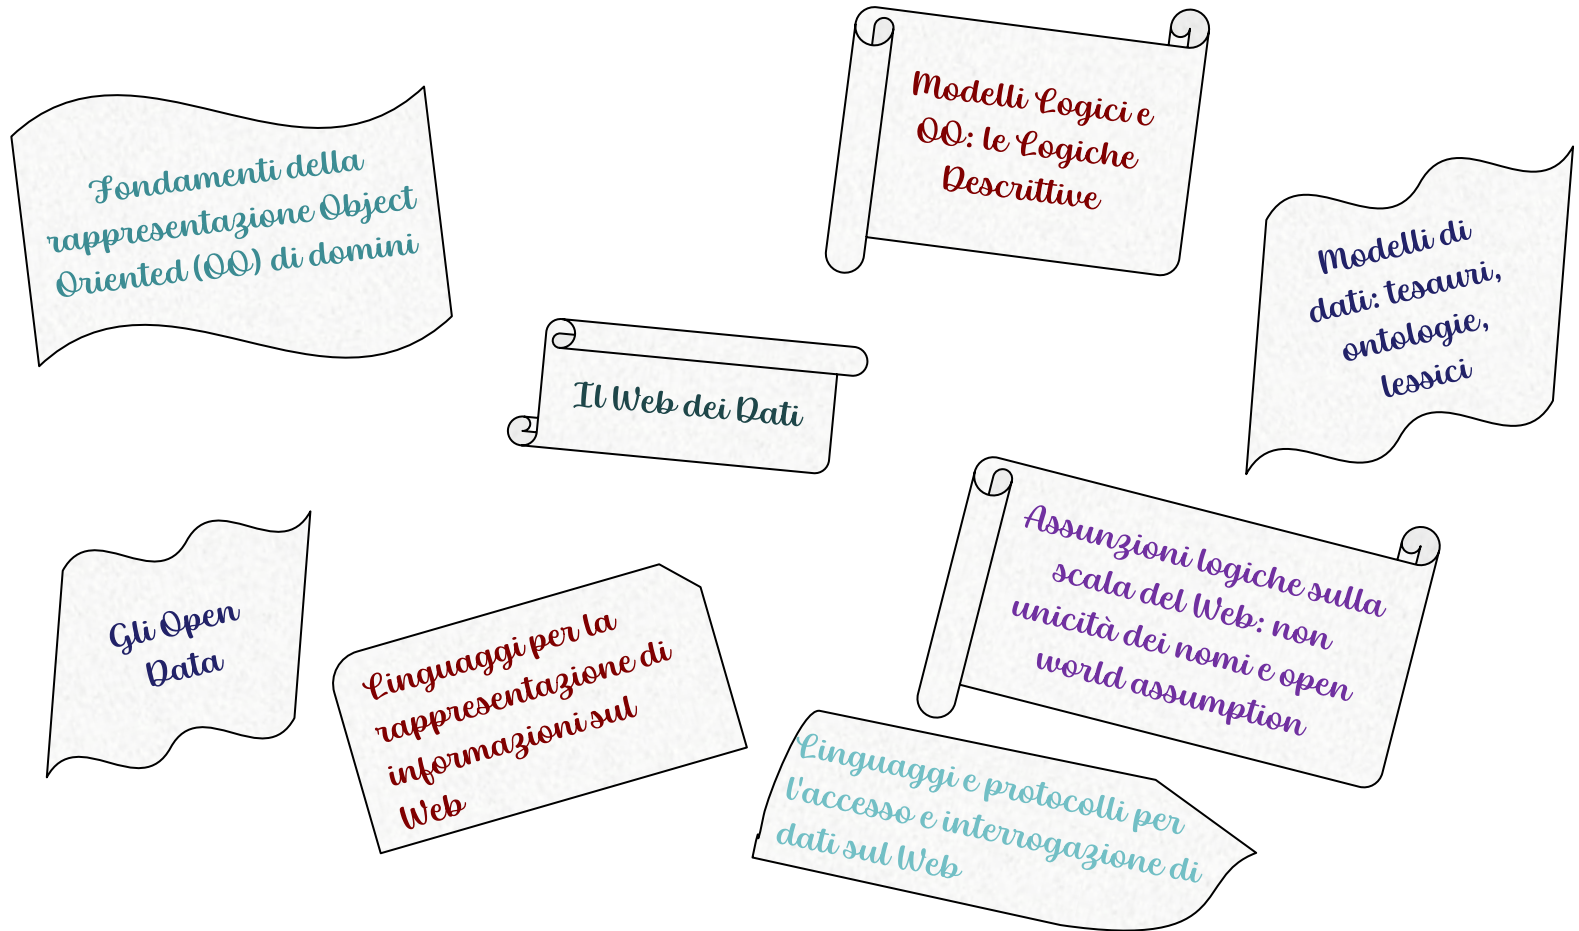 Fondamenti della
rappresentazione Object
Oriented (OO) di domini
Modelli Logici e
OO: le Logiche
Descrittive
Modelli di
dati: tesauri,
ontologie,
lessici
Il Web dei Dati
Assunzioni logiche sulla
scala del Web: non
unicità dei nomi e open
world assumption
Gli Open
Data
Linguaggi per la
rappresentazione di
informazioni sul
Web
Linguaggi e protocolli per
l'accesso e interrogazione di
dati sul Web